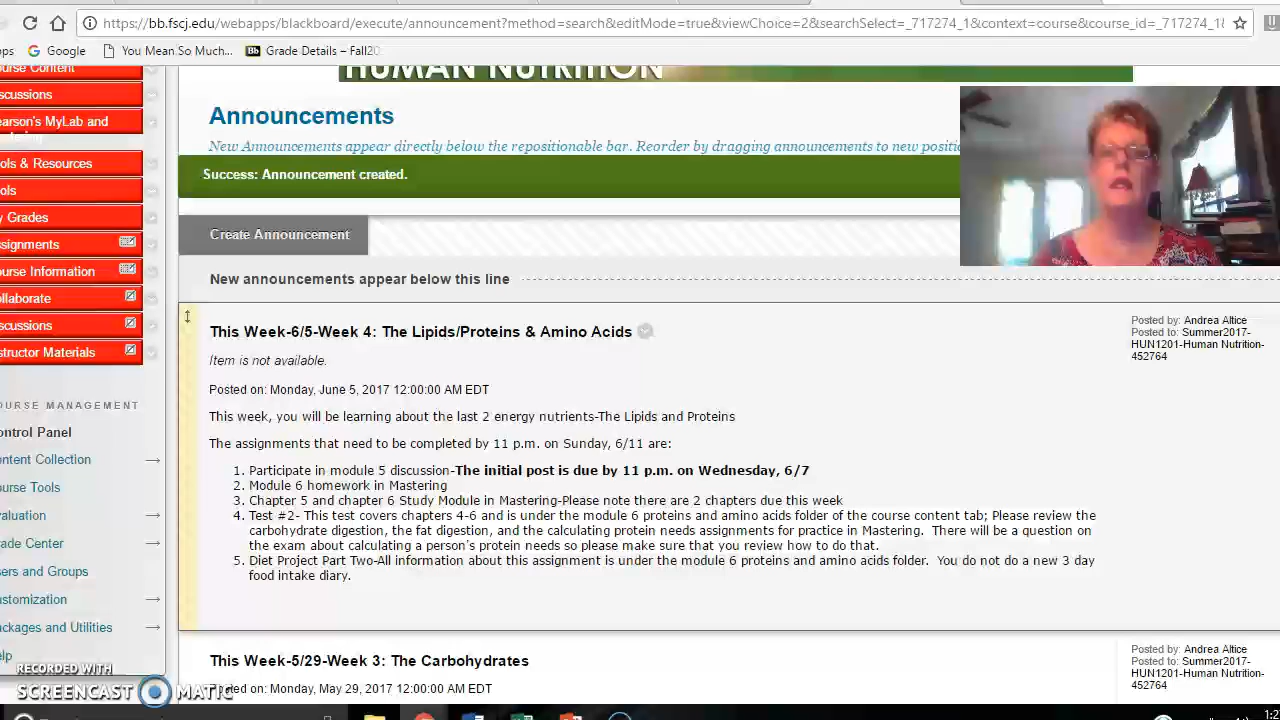 https://bb.fscj.edu/webapps/blackboard/execute/announcement?method=search&editMode=true&viewChoice=2&searchSelect=_717274_1&context=course&course_id=_717274_1&
ps Google You Mean So Much... Bb Grade Details – Fall20
HUMAN NUTRITION
ourse Content
scussions
earson's MyLab and
ols & Resources
ols
y Grades
ssignments
ourse Information
ollaborate
scussions
structor Materials
OURSE MANAGEMENT
ontrol Panel
ontent Collection
ourse Tools
valuation
rade Center
sers and Groups
ustomization
ackages and Utilities
elp
Announcements
New Announcements appear directly below the repositionable bar. Reorder by dragging announcements to new positi
Success: Announcement created.
Create Announcement
New announcements appear below this line
This Week-6/5-Week 4: The Lipids/Proteins & Amino Acids
Item is not available.
Posted on: Monday, June 5, 2017 12:00:00 AM EDT
This week, you will be learning about the last 2 energy nutrients-The Lipids and Proteins
The assignments that need to be completed by 11 p.m. on Sunday, 6/11 are:
1. Participate in module 5 discussion-The initial post is due by 11 p.m. on Wednesday, 6/7
2. Module 6 homework in Mastering
3. Chapter 5 and chapter 6 Study Module in Mastering-Please note there are 2 chapters due this week
4. Test #2- This test covers chapters 4-6 and is under the module 6 proteins and amino acids folder of the course content tab; Please review the
carbohydrate digestion, the fat digestion, and the calculating protein needs assignments for practice in Mastering. There will be a question on
the exam about calculating a person's protein needs so please make sure that you review how to do that.
5. Diet Project Part Two-All information about this assignment is under the module 6 proteins and amino acids folder. You do not do a new 3 day
food intake diary.
Posted by: Andrea Altice
Posted to: Summer2017-
HUN1201-Human Nutrition-
452764
This Week-5/29-Week 3: The Carbohydrates
Posted on: Monday, May 29, 2017 12:00:00 AM EDT
Posted by: Andrea Altice
Posted to: Summer2017-
HUN1201-Human Nutrition-
452764
RECORDED WITH
SCREENCAST MATIC